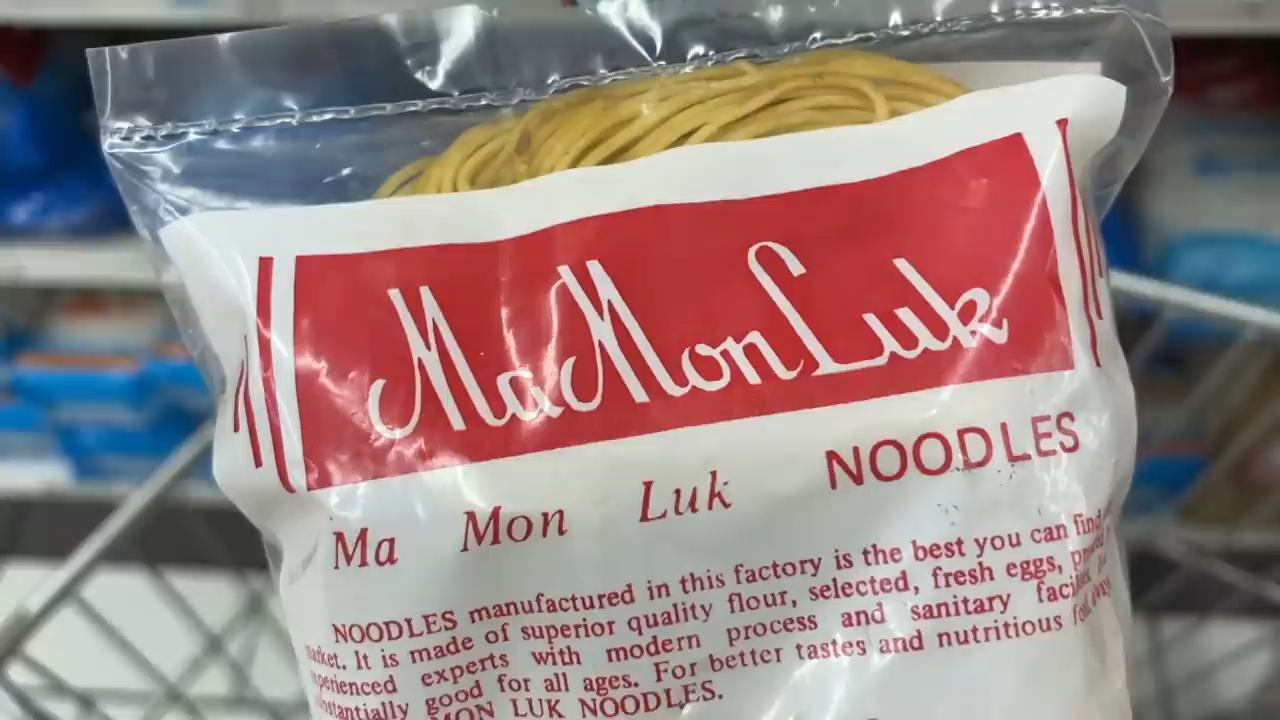 MaMonLuk
Ma Mon Luk NOODLES
NOODLES manufactured in this factory is the best you can find
It is made of superior quality flour, selected, fresh eggs,
experts with modern process and sanitary
good for all ages. For better tastes and nutritious
MON LUK NOODLES.